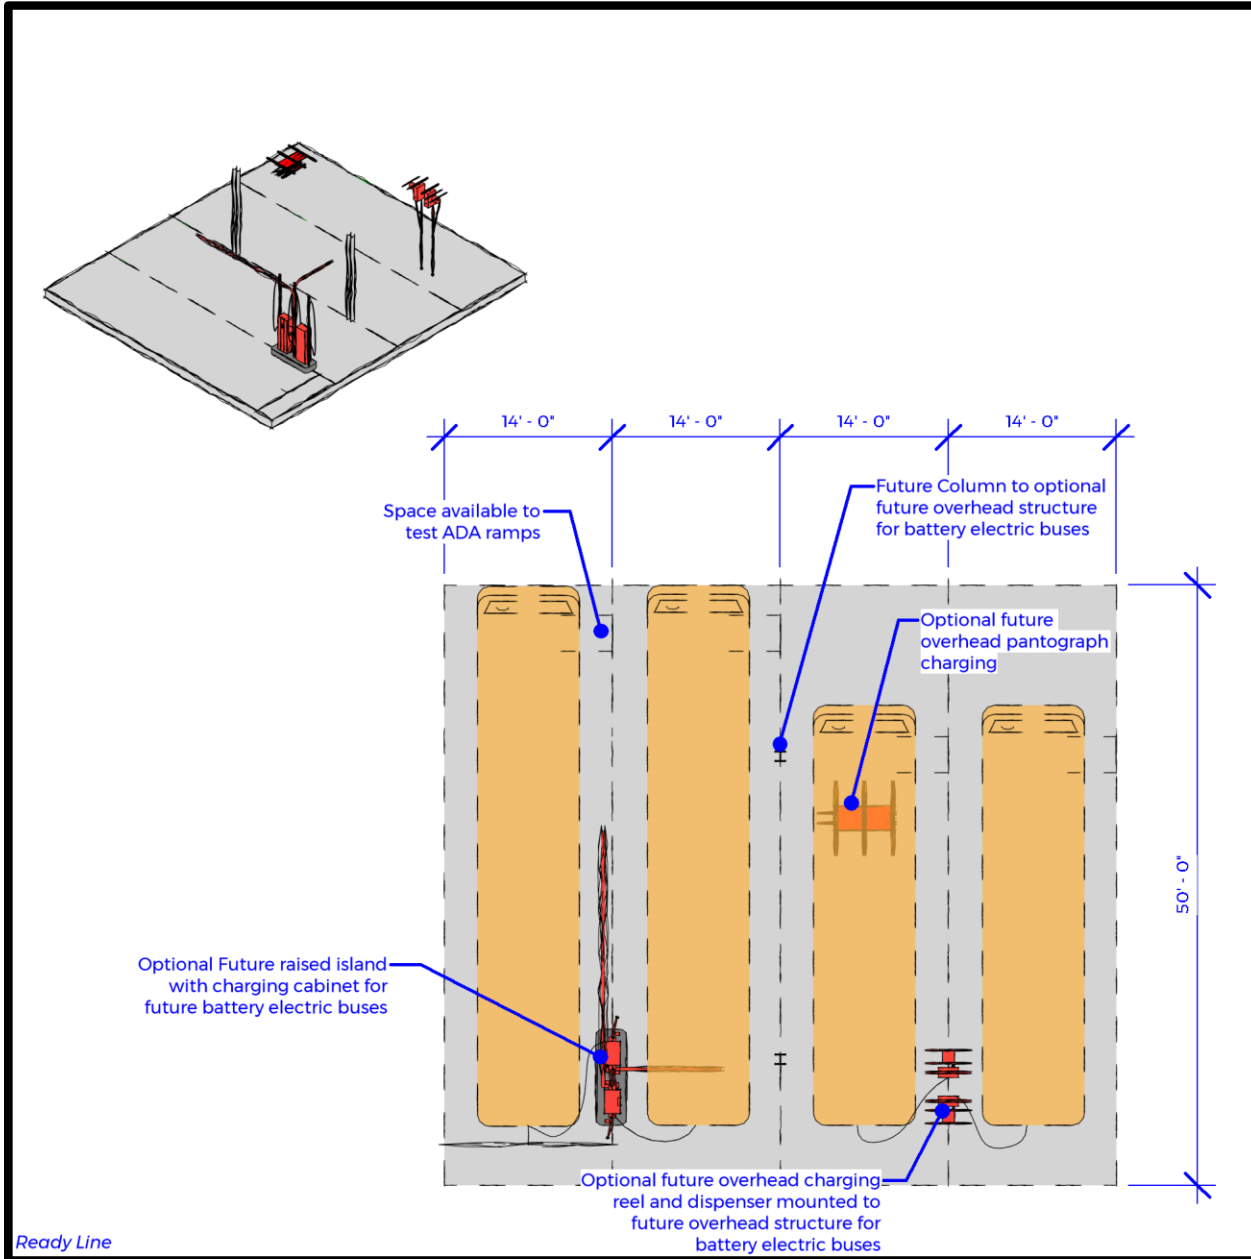 14' - 0"
14' - 0"
14' - 0"
14' - 0"
Space available to
test ADA ramps
Future Column to optional
future overhead structure
for battery electric buses
Optional future
overhead pantograph
charging
50' - 0"
Optional Future raised island
with charging cabinet for
future battery electric buses
Optional future overhead charging
reel and dispenser mounted to
future overhead structure for
battery electric buses
Ready Line